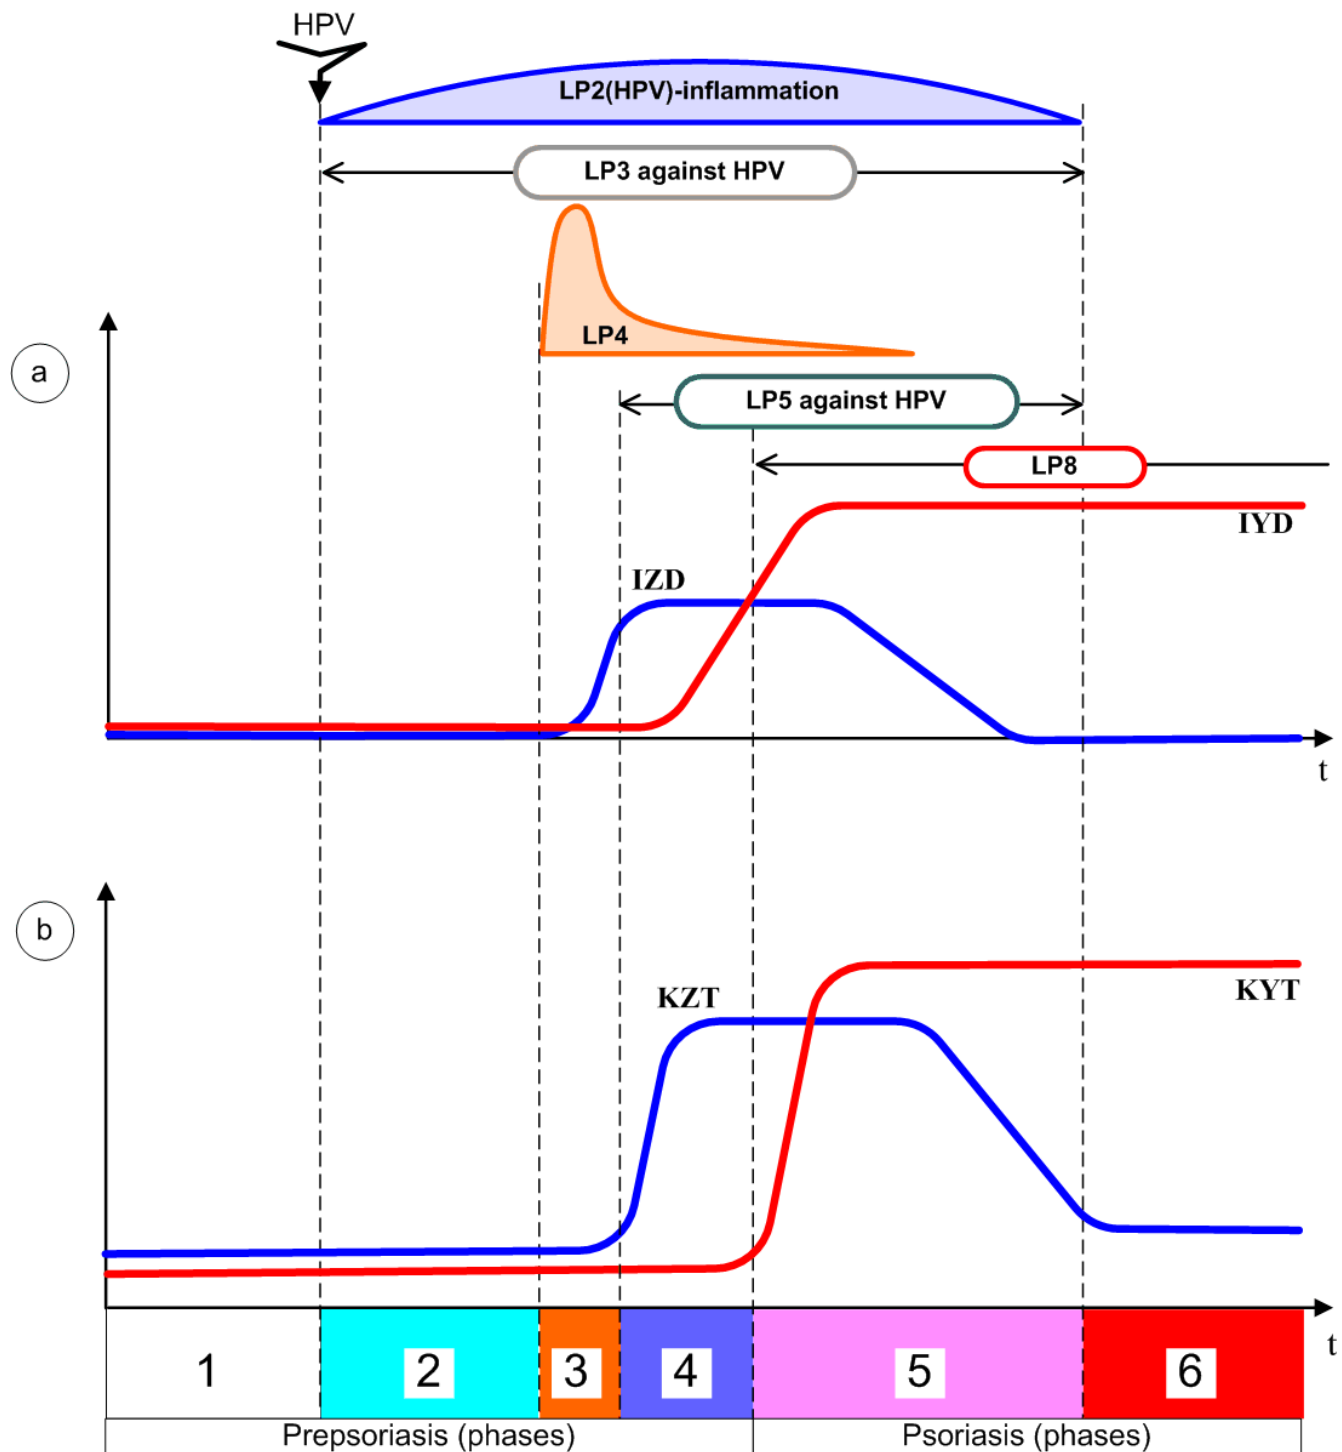 HPV
LP2(HPV)-inflammation
LP3 against HPV
LP4
a
LP5 against HPV
LP8
IYD
IZD
t
b
KZT
KYT
t
1 2 3 4 5 6
Prepsoriasis (phases) Psoriasis (phases)